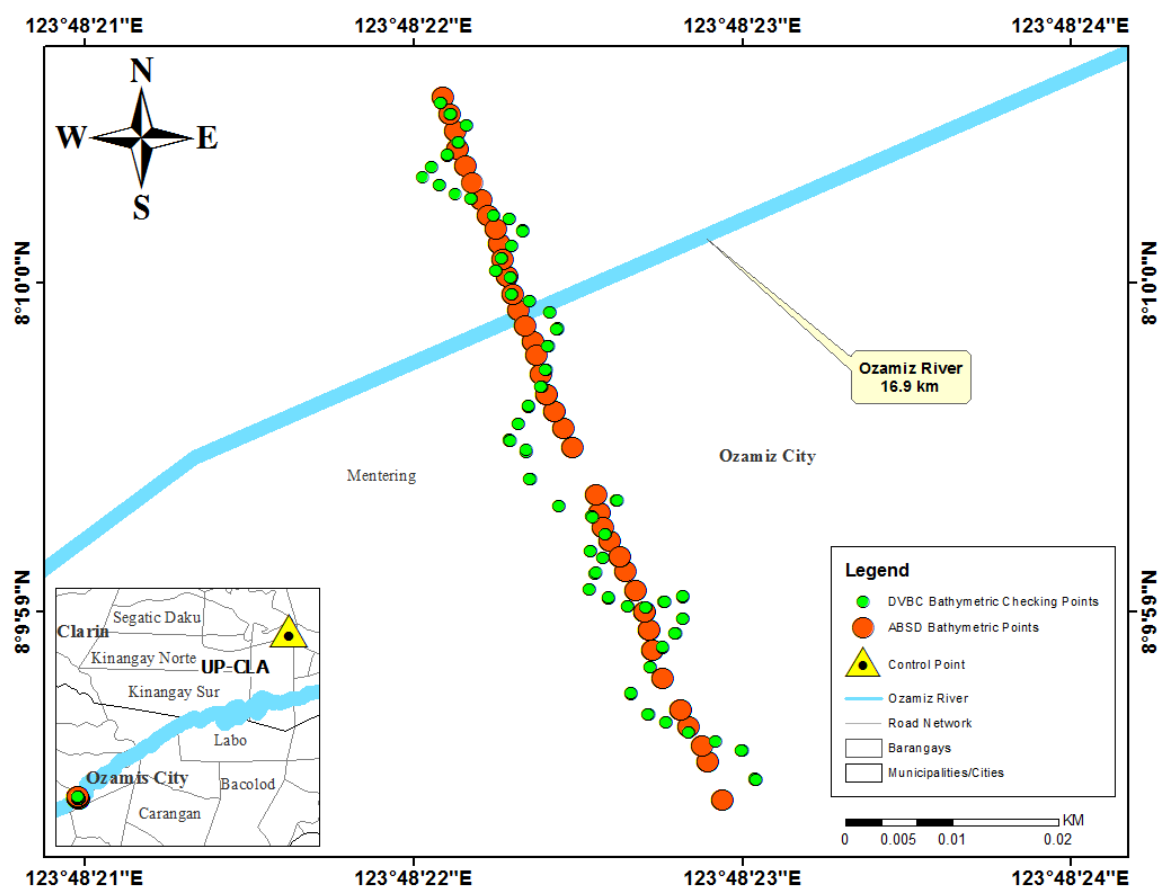 123°48'21"E
123°48'22"E
123°48'23"E
123°48'24"E
N
W
E
S
8°10'0"N
8°10'0"N
Ozamiz River
16.9 km
Mentering
Ozamiz City
8°9'59"N
8°9'59"N
Legend
DVBC Bathymetric Checking Points
ABSD Bathymetric Points
Control Point
Ozamiz River
Road Network
Barangays
Municipalities/Cities
Segatic Daku
Clarin
Kinangay Norte
UP-CLA
Kinangay Sur
Labo
Ozamis City
Bacolod
Carangan
KM
0
0.005
0.01
0.02
123°48'21"E
123°48'22"E
123°48'23"E
123°48'24"E